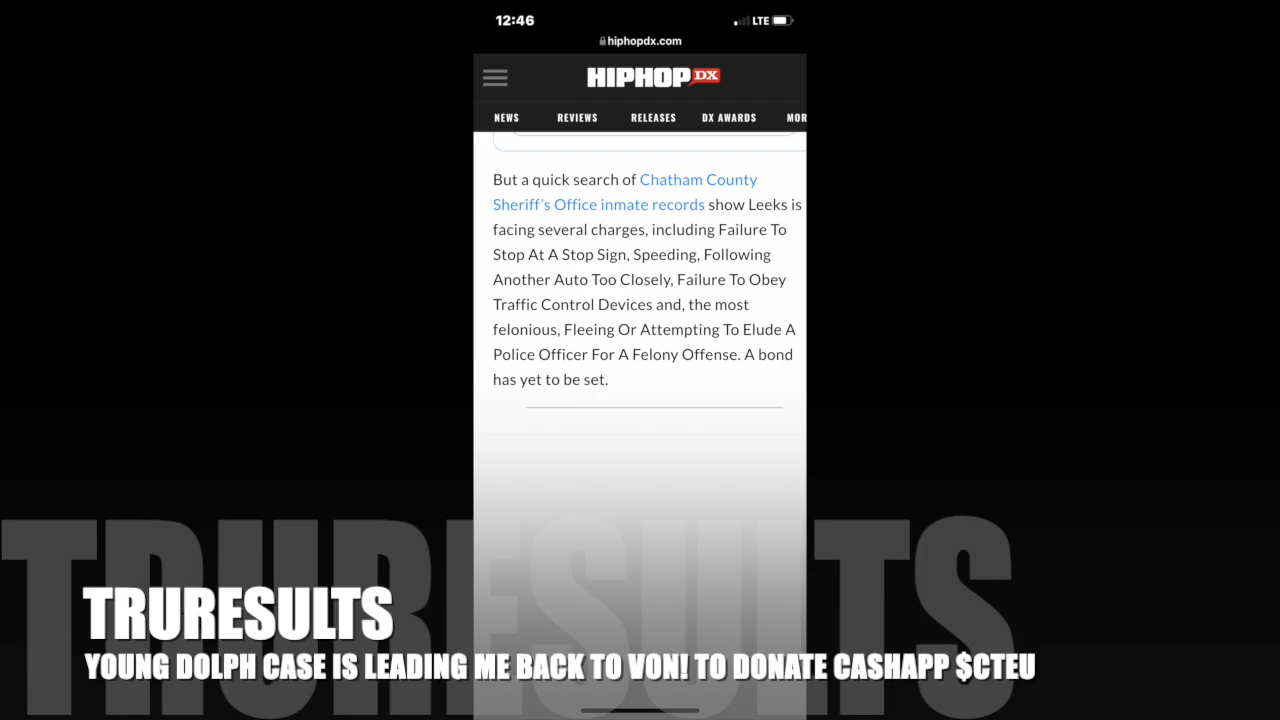 12:46
LTE
hiphopdx.com
HIPHOPDX
NEWS REVIEWS RELEASES DX AWARDS MOR
But a quick search of Chatham County
Sheriff's Office inmate records show Leeks is
facing several charges, including Failure To
Stop At A Stop Sign, Speeding, Following
Another Auto Too Closely, Failure To Obey
Traffic Control Devices and, the most
felonious, Fleeing Or Attempting To Elude A
Police Officer For A Felony Offense. A bond
has yet to be set.
TRURESULTS
TRURESULTS
YOUNG DOLPH CASE IS LEADING ME BACK TO VON! TO DONATE CASHAPP $CTEU